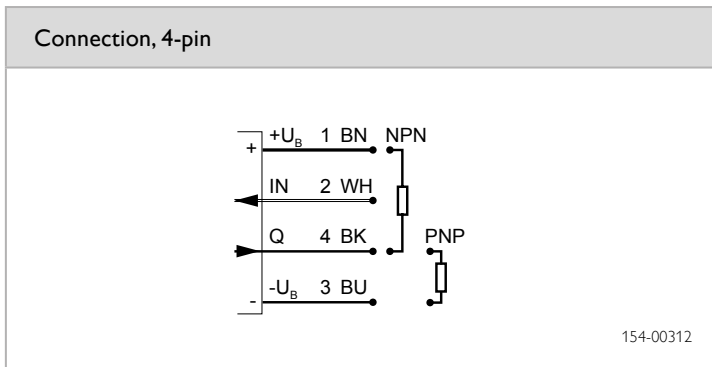 Connection, 4-pin
+U_B 1 BN NPN
+
IN 2 WH
Q 4 BK PNP
-U_B 3 BU
-
154-00312